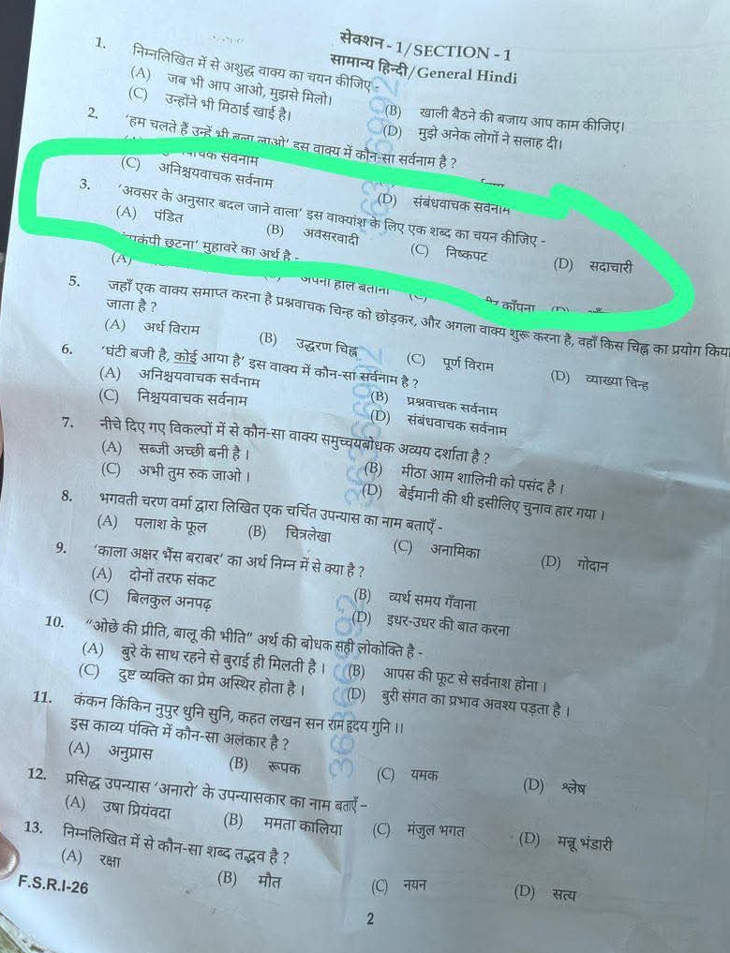 सेक्शन - 1/SECTION - 1
सामान्य हिन्दी/General Hindi
1. निम्नलिखित में से अशुद्ध वाक्य का चयन कीजिए -
(A) जब भी आप आओ, मुझसे मिलो।
(B) खाली बैठने की बजाय आप काम कीजिए।
(C) उन्होंने भी मिठाई खाई है।
(D) मुझे अनेक लोगों ने सलाह दी।
2. 'हम चलते हैं उन्हें भी बुला लाओ' इस वाक्य में कौन-सा सर्वनाम है ?
(C) अनिश्चयवाचक सर्वनाम
(D) संबंधवाचक सर्वनाम
3. 'अवसर के अनुसार बदल जाने वाला' इस वाक्यांश के लिए एक शब्द का चयन कीजिए -
(A) पंडित (B) अवसरवादी (C) निष्कपट (D) सदाचारी
छूटना' मुहावरे का अर्थ है -
(A) अपना हाल बताना काँपना (D)
5. जहाँ एक वाक्य समाप्त करना है प्रश्नवाचक चिन्ह को छोड़कर, और अगला वाक्य शुरू करना है, वहाँ किस चिह्न का प्रयोग किया
जाता है ?
(A) अर्ध विराम (B) उद्धरण चिह्न (C) पूर्ण विराम (D) व्याख्या चिन्ह
6. 'घंटी बजी है, कोई आया है' इस वाक्य में कौन-सा सर्वनाम है ?
(A) अनिश्चयवाचक सर्वनाम (B) प्रश्नवाचक सर्वनाम
(C) निश्चयवाचक सर्वनाम (D) संबंधवाचक सर्वनाम
7. नीचे दिए गए विकल्पों में से कौन-सा वाक्य समुच्चयबोधक अव्यय दर्शाता है ?
(A) सब्जी अच्छी बनी है। (B) मीठा आम शालिनी को पसंद है।
(C) अभी तुम रुक जाओ। (D) बेईमानी की थी इसीलिए चुनाव हार गया।
8. भगवती चरण वर्मा द्वारा लिखित एक चर्चित उपन्यास का नाम बताएँ -
(A) पलाश के फूल (B) चित्रलेखा (C) अनामिका (D) गोदान
9. 'काला अक्षर भैंस बराबर' का अर्थ निम्न में से क्या है ?
(A) दोनों तरफ संकट (B) व्यर्थ समय गँवाना
(C) बिलकुल अनपढ़ (D) इधर-उधर की बात करना
10. "ओछे की प्रीति, बालू की भीति" अर्थ की बोधक सही लोकोक्ति है -
(A) बुरे के साथ रहने से बुराई ही मिलती है। (B) आपस की फूट से सर्वनाश होना।
(C) दुष्ट व्यक्ति का प्रेम अस्थिर होता है। (D) बुरी संगत का प्रभाव अवश्य पड़ता है।
11. कंकन किंकिन नुपुर धुनि सुनि, कहत लखन सन राम हृदय गुनि।।
इस काव्य पंक्ति में कौन-सा अलंकार है ?
(A) अनुप्रास (B) रूपक (C) यमक (D) श्लेष
12. प्रसिद्ध उपन्यास 'अनारो' के उपन्यासकार का नाम बताएँ –
(A) उषा प्रियंवदा (B) ममता कालिया (C) मंजुल भगत (D) मन्नू भंडारी
13. निम्नलिखित में से कौन-सा शब्द तद्भव है ?
(A) रक्षा (B) मौत (C) नयन (D) सत्य
F.S.R.I-26
2